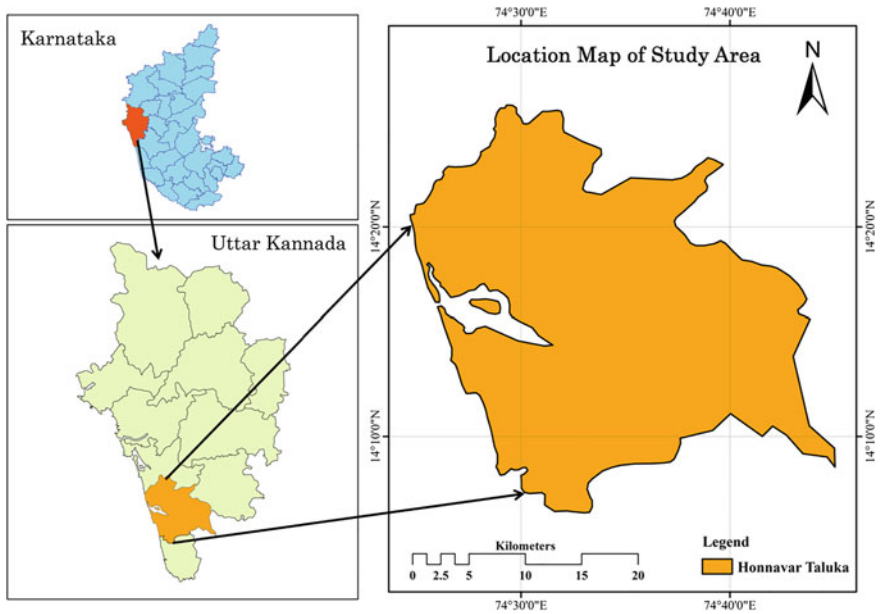 Karnataka
Uttar Kannada
74°30'0"E 74°40'0"E
Location Map of Study Area
N
14°20'0"N 14°20'0"N
14°10'0"N 14°10'0"N
Kilometers
0 2.5 5 10 15 20
Legend
Honnavar Taluka
74°30'0"E 74°40'0"E